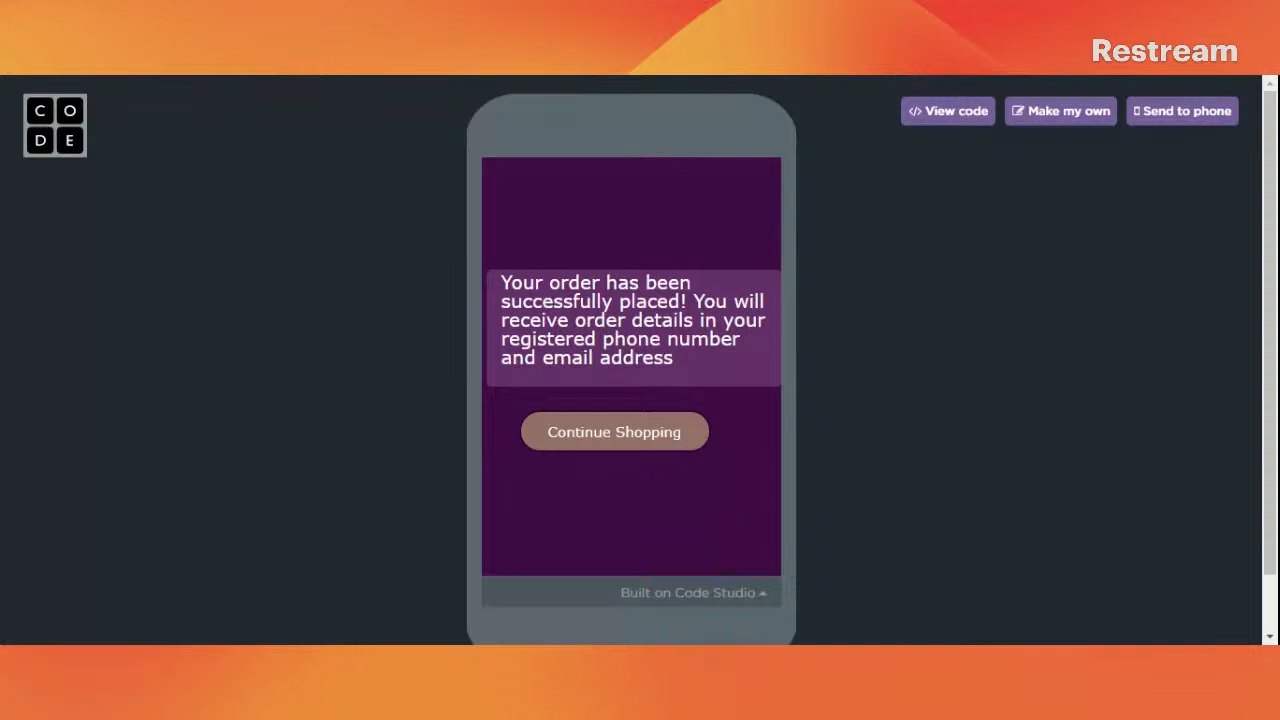 Restream
C O
D E
View code
Make my own
Send to phone
Your order has been
successfully placed! You will
receive order details in your
registered phone number
and email address
Continue Shopping
Built on Code Studio